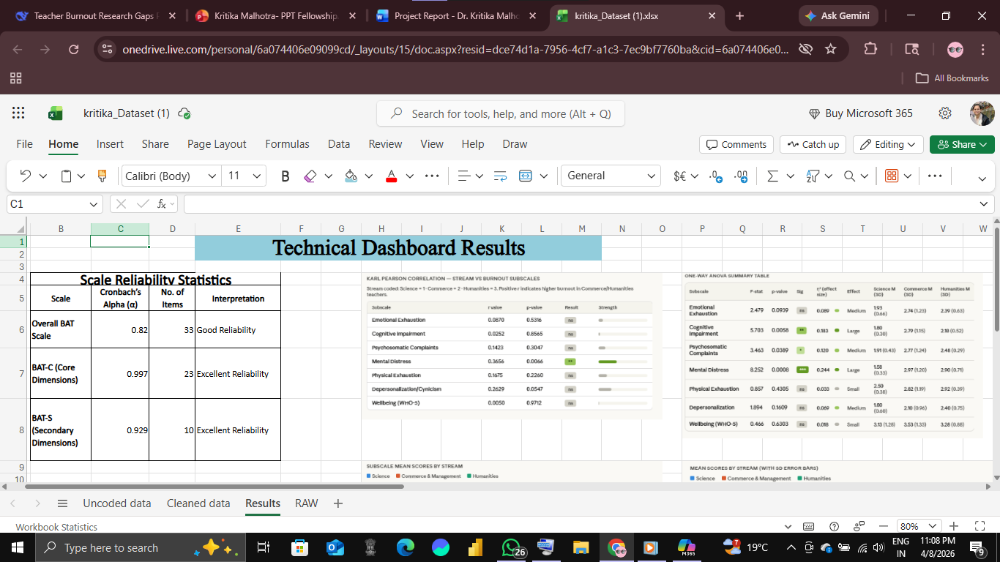 Teacher Burnout Research Gaps F
Kritika Malhotra- PPT Fellowship
Project Report - Dr. Kritika Malho
kritika_Dataset (1).xlsx
Ask Gemini
onedrive.live.com/personal/6a074406e09099cd/_layouts/15/doc.aspx?resid=dce74d1a-7956-4cf7-a1c3-7ec9bf7760ba&cid=6a074406e0...
All Bookmarks
kritika_Dataset (1)
Search for tools, help, and more (Alt + Q)
Buy Microsoft 365
File Home Insert Share Page Layout Formulas Data Review View Help Draw
Comments Catch up Editing Share
Calibri (Body) 11 B A General $€ .0 .00
C1 fx
B C D E F G H I J K L M N O P Q R S T U V W
1
2
3
4
5
6
7
8
9
10
Technical Dashboard Results
Scale Reliability Statistics
Scale Cronbach's Alpha (α) No. of Items Interpretation
Overall BAT Scale 0.82 33 Good Reliability
BAT-C (Core Dimensions) 0.997 23 Excellent Reliability
BAT-S (Secondary Dimensions) 0.929 10 Excellent Reliability
KARL PEARSON CORRELATION — STREAM VS BURNOUT SUBSCALES
Stream coded: Science = 1 · Commerce = 2 · Humanities = 3. Positive r indicates higher burnout in Commerce/Humanities
teachers.
Subscale r value p-value Result Strength
Emotional Exhaustion 0.0870 0.5316 ns
Cognitive Impairment 0.0252 0.8565 ns
Psychosomatic Complaints 0.1423 0.3047 ns
Mental Distress 0.3656 0.0066 **
Physical Exhaustion 0.1675 0.2260 ns
Depersonalization/Cynicism 0.2629 0.0547 ns
Wellbeing (WHO-5) 0.0050 0.9712 ns
ONE-WAY ANOVA SUMMARY TABLE
Subscale F-stat p-value Sig η² (effect size) Effect Science M (SD) Commerce M (SD) Humanities M (SD)
Emotional Exhaustion 2.479 0.0939 ns 0.089 Medium 1.93 (0.66) 2.74 (1.23) 2.39 (0.63)
Cognitive Impairment 5.703 0.0058 ** 0.183 Large 1.80 (0.30) 2.79 (1.15) 2.18 (0.52)
Psychosomatic Complaints 3.463 0.0389 * 0.120 Medium 1.91 (0.43) 2.77 (1.24) 2.48 (0.29)
Mental Distress 8.252 0.0008 *** 0.244 Large 1.58 (0.33) 2.97 (1.20) 2.90 (0.71)
Physical Exhaustion 0.857 0.4305 ns 0.033 Small 2.50 (0.38) 2.82 (1.19) 2.92 (0.39)
Depersonalization 1.894 0.1609 ns 0.069 Medium 1.80 (0.60) 2.10 (0.96) 2.40 (0.75)
Wellbeing (WHO-5) 0.466 0.6303 ns 0.018 Small 3.13 (1.28) 3.53 (1.33) 3.28 (0.88)
SUBSCALE MEAN SCORES BY STREAM
Science Commerce & Management Humanities
MEAN SCORES BY STREAM (WITH SD ERROR BARS)
Science Commerce & Management Humanities
Uncoded data Cleaned data Results RAW
Workbook Statistics
80%
Type here to search
26
M365
19°C
ENG
IN
11:08 PM
4/8/2026
9